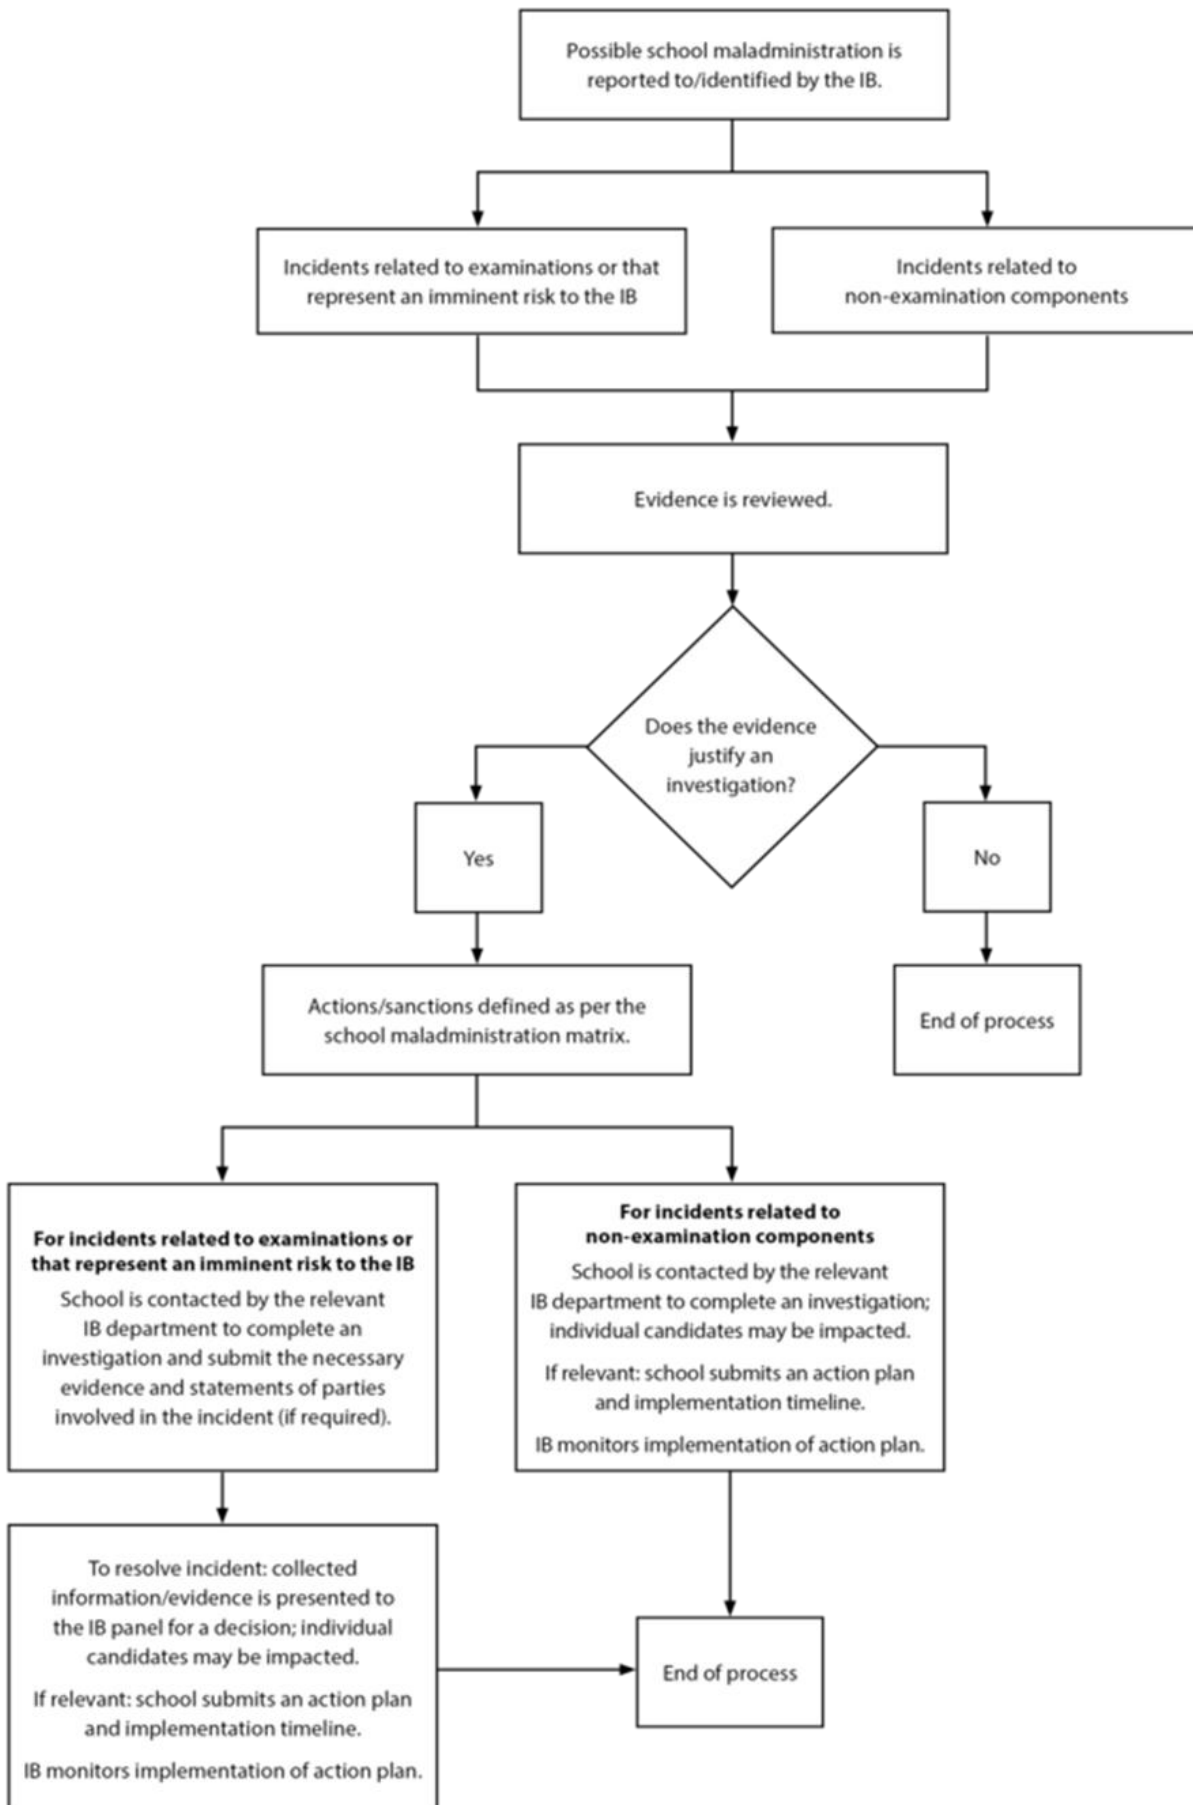 Possible school maladministration is
reported to/identified by the IB.
Incidents related to examinations or that
represent an imminent risk to the IB
Incidents related to
non-examination components
Evidence is reviewed.
Does the evidence
justify an
investigation?
Yes
No
Actions/sanctions defined as per the
school maladministration matrix.
End of process
For incidents related to examinations or
that represent an imminent risk to the IB
School is contacted by the relevant
IB department to complete an
investigation and submit the necessary
evidence and statements of parties
involved in the incident (if required).
For incidents related to
non-examination components
School is contacted by the relevant
IB department to complete an investigation;
individual candidates may be impacted.
If relevant: school submits an action plan
and implementation timeline.
IB monitors implementation of action plan.
To resolve incident: collected
information/evidence is presented to
the IB panel for a decision; individual
candidates may be impacted.
If relevant: school submits an action plan
and implementation timeline.
IB monitors implementation of action plan.
End of process